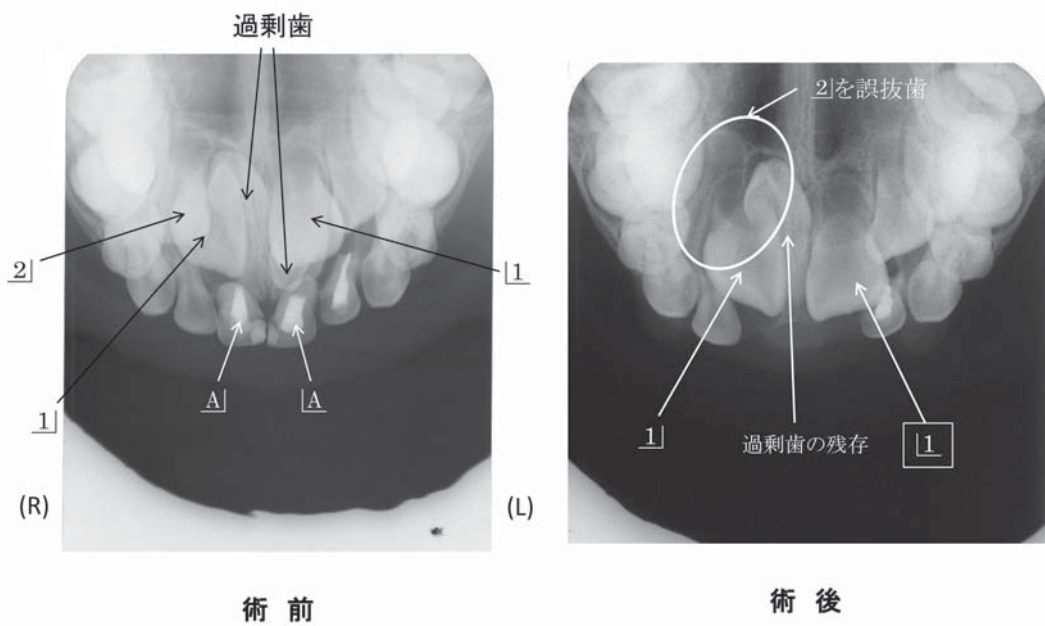 過剰歯
2｣
1｣
A｣
｢A
｢1
(R)
術 前
2｣を誤抜歯
1｣
過剰歯の残存
｢1
(L)
術 後